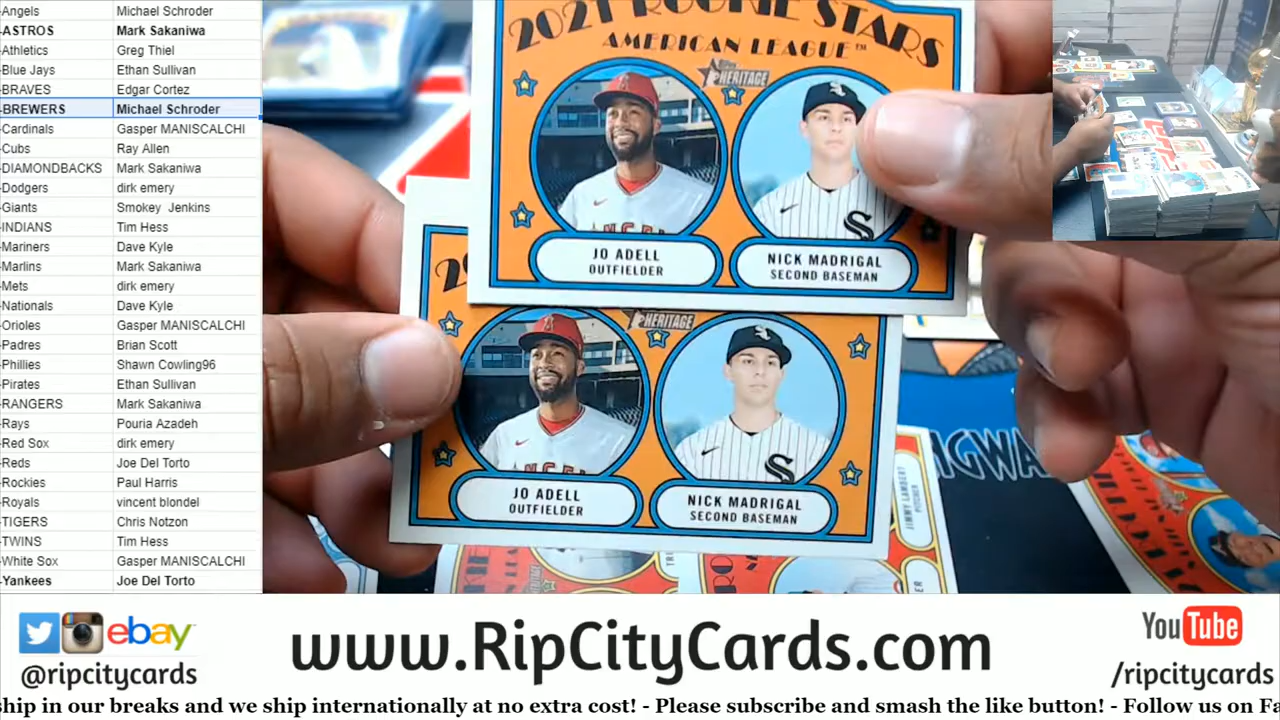 -Angels Michael Schroder
-ASTROS Mark Sakaniwa
-Athletics Greg Thiel
-Blue Jays Ethan Sullivan
-BRAVES Edgar Cortez
-BREWERS Michael Schroder
-Cardinals Gasper MANISCALCHI
-Cubs Ray Allen
-DIAMONDBACKS Mark Sakaniwa
-Dodgers dirk emery
-Giants Smokey Jenkins
-INDIANS Tim Hess
-Mariners Dave Kyle
-Marlins Mark Sakaniwa
-Mets dirk emery
-Nationals Dave Kyle
-Orioles Gasper MANISCALCHI
-Padres Brian Scott
-Phillies Shawn Cowling96
-Pirates Ethan Sullivan
-RANGERS Mark Sakaniwa
-Rays Pouria Azadeh
-Red Sox dirk emery
-Reds Joe Del Torto
-Rockies Paul Harris
-Royals vincent blondel
-TIGERS Chris Notzon
-TWINS Tim Hess
-White Sox Gasper MANISCALCHI
-Yankees Joe Del Torto
2021 ROOKIE STARS
AMERICAN LEAGUE™
Topps HERITAGE
JO ADELL
OUTFIELDER
NICK MADRIGAL
SECOND BASEMAN
HERITAGE
JO ADELL
OUTFIELDER
NICK MADRIGAL
SECOND BASEMAN
JIMMY LAMBERT
PITCHER
ebay
@ripcitycards
www.RipCityCards.com
YouTube
/ripcitycards
ship in our breaks and we ship internationally at no extra cost! - Please subscribe and smash the like button! - Follow us on Fa